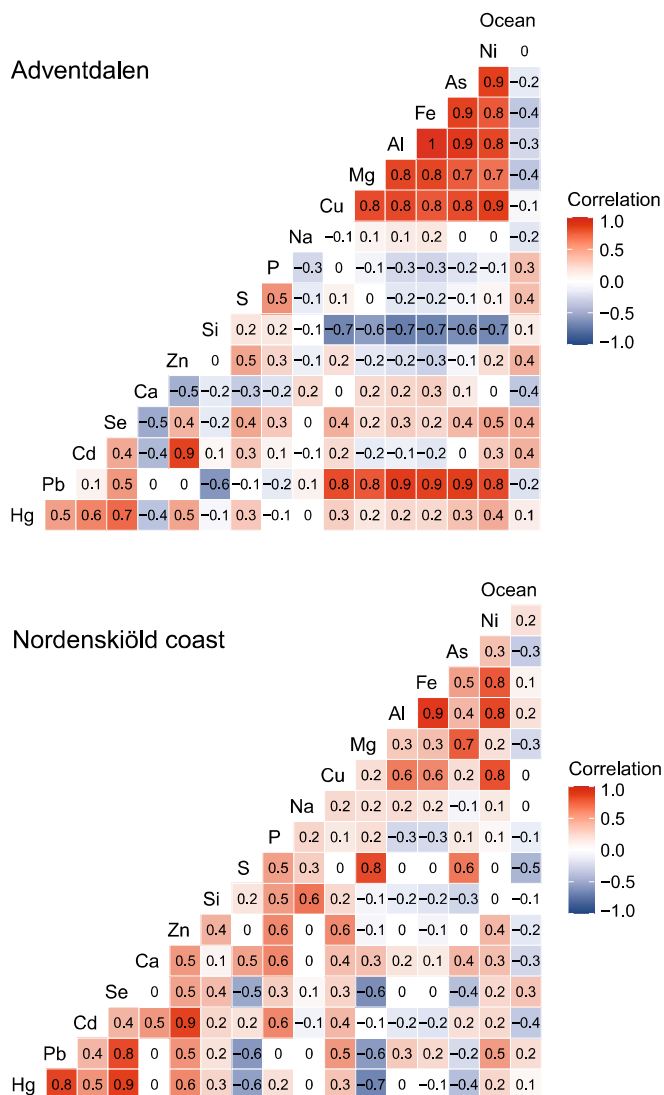 Ocean
Ni 0
Adventdalen
As 0.9 −0.2
Fe 0.9 0.8 −0.4
Al 1 0.9 0.8 −0.3
Mg 0.8 0.8 0.7 0.7 −0.4
Cu 0.8 0.8 0.8 0.8 0.9 −0.1
Na −0.1 0.1 0.1 0.2 0 0 −0.2
P −0.3 0 −0.1 −0.3 −0.3 −0.2 −0.1 0.3
S 0.5 −0.1 0.1 0 −0.2 −0.2 −0.1 0.1 0.4
Si 0.2 0.2 −0.1 −0.7 −0.6 −0.7 −0.7 −0.6 −0.7 0.1
Zn 0 0.5 0.3 −0.1 0.2 −0.2 −0.2 −0.3 −0.1 0.2 0.4
Ca −0.5 −0.2 −0.3 −0.2 0.2 0 0.2 0.2 0.3 0.1 0 −0.4
Se −0.5 0.4 −0.2 0.4 0.3 0 0.4 0.2 0.3 0.2 0.4 0.5 0.4
Cd 0.4 −0.4 0.9 0.1 0.3 0.1 −0.1 0.2 −0.2 −0.1 −0.2 0 0.3 0.4
Pb 0.1 0.5 0 0 −0.6 −0.1 −0.2 0.1 0.8 0.8 0.9 0.9 0.9 0.8 −0.2
Hg 0.5 0.6 0.7 −0.4 0.5 −0.1 0.3 −0.1 0 0.3 0.2 0.2 0.2 0.3 0.4 0.1
Correlation
1.0
0.5
0.0
−0.5
−1.0
Ocean
Ni 0.2
Nordenskiöld coast
As 0.3 −0.3
Fe 0.5 0.8 0.1
Al 0.9 0.4 0.8 0.2
Mg 0.3 0.3 0.7 0.2 −0.3
Cu 0.2 0.6 0.6 0.2 0.8 0
Na 0.2 0.2 0.2 0.2 −0.1 0.1 0
P 0.2 0.1 0.2 −0.3 −0.3 0.1 0.1 −0.1
S 0.5 0.3 0 0.8 0 0 0.6 0 −0.5
Si 0.2 0.5 0.6 0.2 −0.1 −0.2 −0.2 −0.3 0 −0.1
Zn 0.4 0 0.6 0 0.6 −0.1 0 −0.1 0 0.4 −0.2
Ca 0.5 0.1 0.5 0.6 0 0.4 0.3 0.2 0.1 0.4 0.3 −0.3
Se 0 0.5 0.4 −0.5 0.3 0.1 0.3 −0.6 0 0 −0.4 0.2 0.3
Cd 0.4 0.5 0.9 0.2 0.2 0.6 −0.1 0.4 −0.1 −0.2 −0.2 0.2 0.2 −0.4
Pb 0.4 0.8 0 0.5 0.2 −0.6 0 0 0.5 −0.6 0.3 0.2 −0.2 0.5 0.2
Hg 0.8 0.5 0.9 0 0.6 0.3 −0.6 0.2 0 0.3 −0.7 0 −0.1 −0.4 0.2 0.1
Correlation
1.0
0.5
0.0
−0.5
−1.0